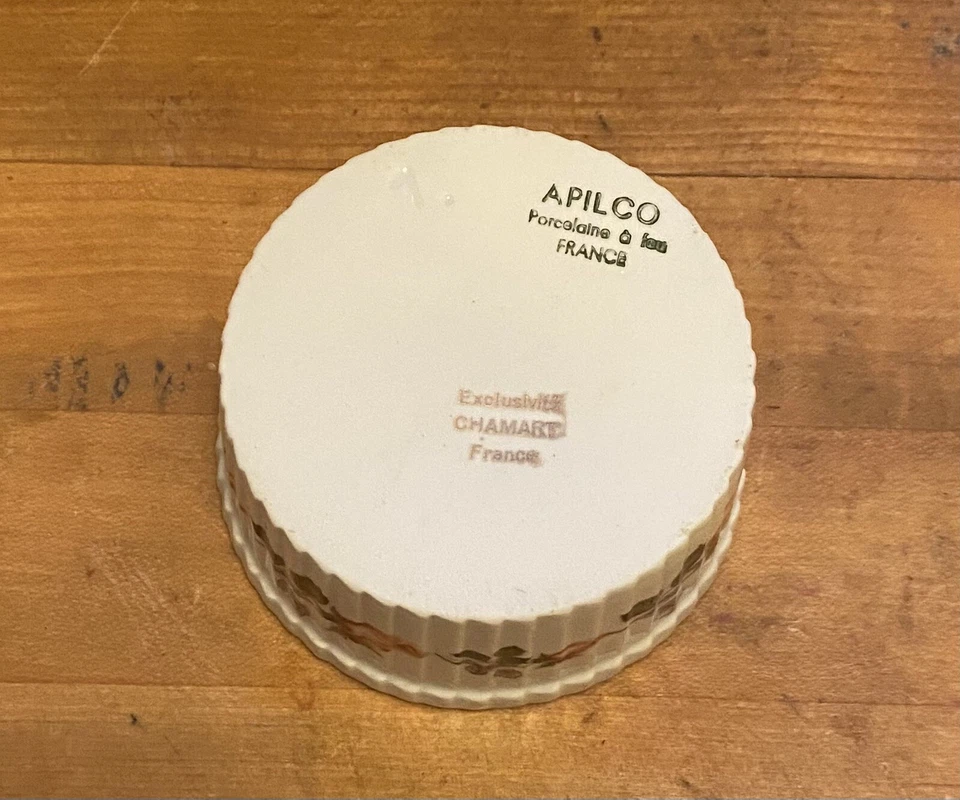 APILCO
Porcelaine à feu
FRANCE
Exclusivité
CHAMART
France